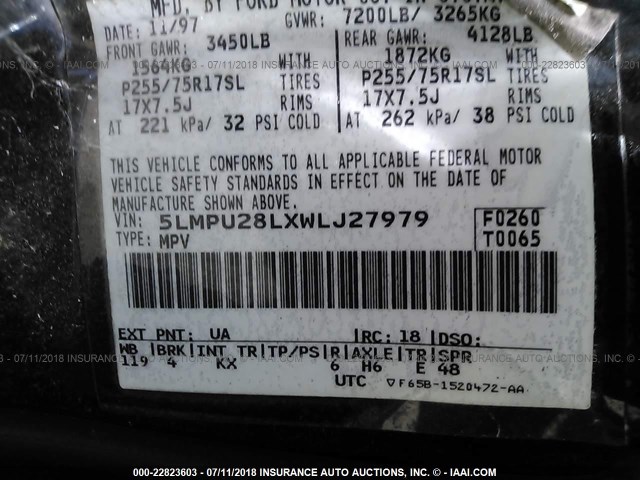 MFD. BY FORD MOTOR CO.
DATE: 11/97 GVWR: 7200LB/ 3265KG
FRONT GAWR: 3450LB REAR GAWR: 4128LB
1564KG WITH 1872KG WITH
P255/75R17SL TIRES P255/75R17SL TIRES
17X7.5J RIMS 17X7.5J RIMS
AT 221 kPa/ 32 PSI COLD AT 262 kPa/ 38 PSI COLD
THIS VEHICLE CONFORMS TO ALL APPLICABLE FEDERAL MOTOR
VEHICLE SAFETY STANDARDS IN EFFECT ON THE DATE OF
MANUFACTURE SHOWN ABOVE.
VIN: 5LMPU28LXWLJ27979 F0260
TYPE: MPV T0065
EXT PNT: UA RC: 18 DSO:
WB BRK INT TR TP/PS R AXLE TR SPR
119 4 KX 6 H6 E 48
UTC ▽F65B-1520472-AA
000-22823603 - 07/11/2018 INSURANCE AUTO AUCTIONS, INC. - © IAAI.COM